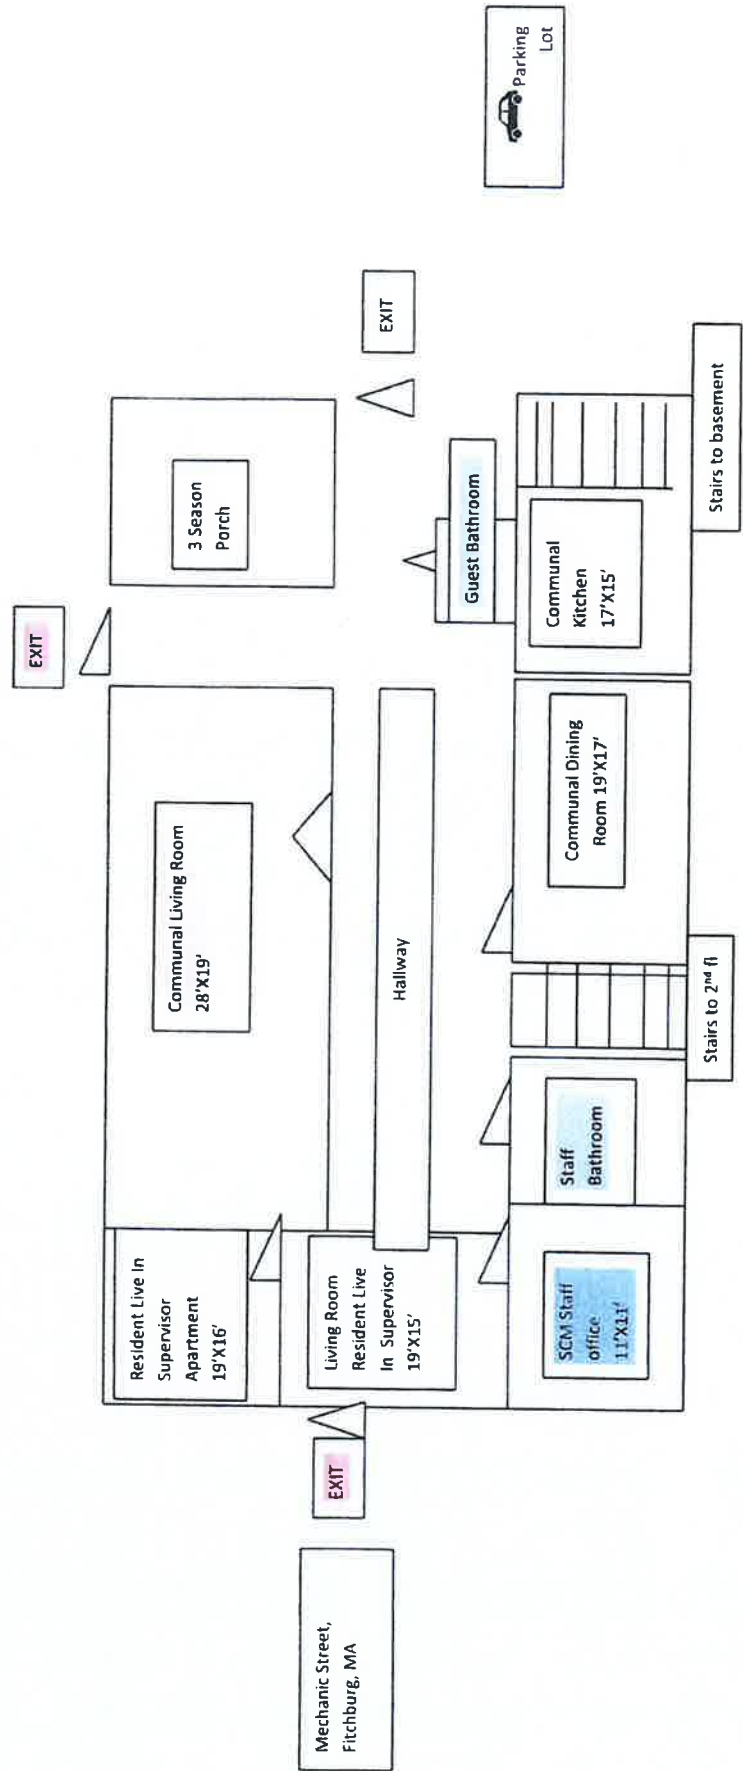 Mechanic Street,
Fitchburg, MA
EXIT
Resident Live In
Supervisor
Apartment
19'X16'
Living Room
Resident Live
In Supervisor
19'X15'
SCM Staff
office
11'X11'
Staff
Bathroom
Stairs to 2nd fl
Communal Living Room
28'X19'
Hallway
Communal Dining
Room 19'X17'
EXIT
3 Season
Porch
Guest Bathroom
Communal
Kitchen
17'X15'
Stairs to basement
EXIT
Parking
Lot